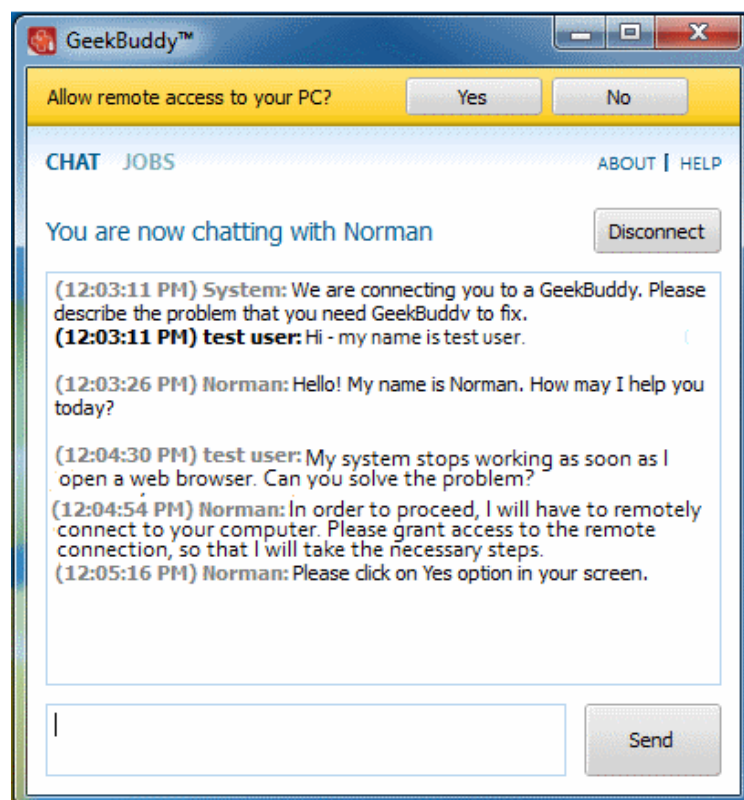 GeekBuddy™
Allow remote access to your PC? Yes No
CHAT JOBS ABOUT | HELP
You are now chatting with Norman Disconnect
(12:03:11 PM) System: We are connecting you to a GeekBuddy. Please
describe the problem that you need GeekBuddv to fix.
(12:03:11 PM) test user: Hi - my name is test user.
(12:03:26 PM) Norman: Hello! My name is Norman. How may I help you
today?
(12:04:30 PM) test user: My system stops working as soon as I
open a web browser. Can you solve the problem?
(12:04:54 PM) Norman: In order to proceed, I will have to remotely
connect to your computer. Please grant access to the remote
connection, so that I will take the necessary steps.
(12:05:16 PM) Norman: Please click on Yes option in your screen.
Send